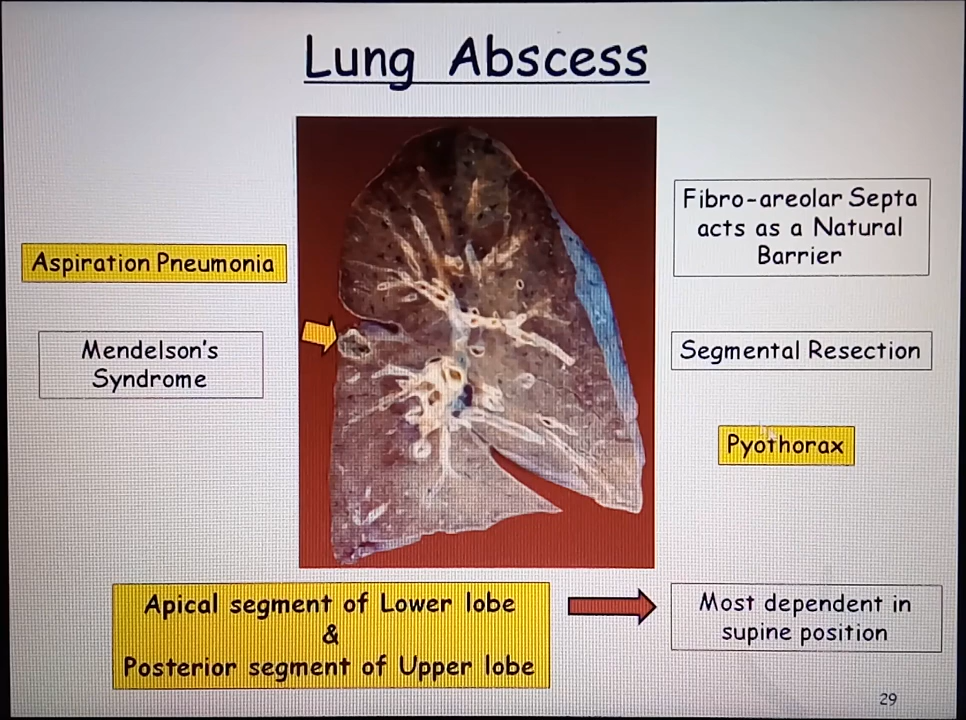 Lung Abscess
Fibro-areolar Septa
acts as a Natural
Barrier
Aspiration Pneumonia
Mendelson's
Syndrome
Segmental Resection
Pyothorax
Apical segment of Lower lobe
&
Posterior segment of Upper lobe
Most dependent in
supine position
29